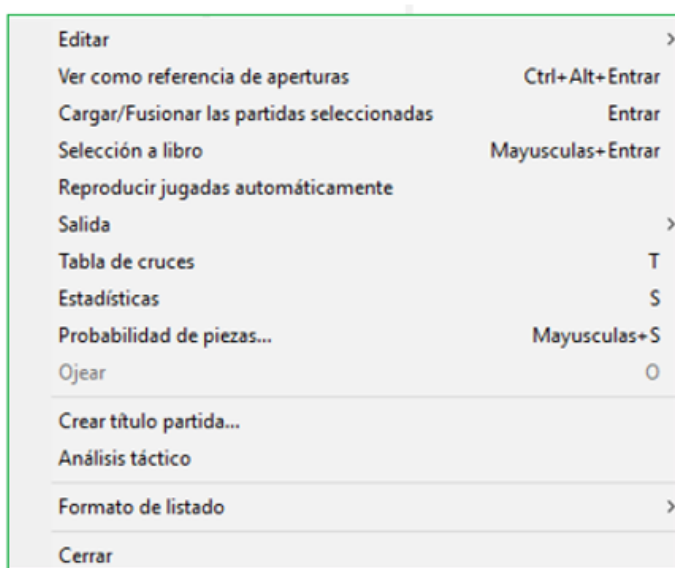 Editar
Ver como referencia de aperturas Ctrl+Alt+Entrar
Cargar/Fusionar las partidas seleccionadas Entrar
Selección a libro Mayusculas+Entrar
Reproducir jugadas automáticamente
Salida
Tabla de cruces T
Estadísticas S
Probabilidad de piezas... Mayusculas+S
Ojear O
Crear título partida...
Análisis táctico
Formato de listado
Cerrar